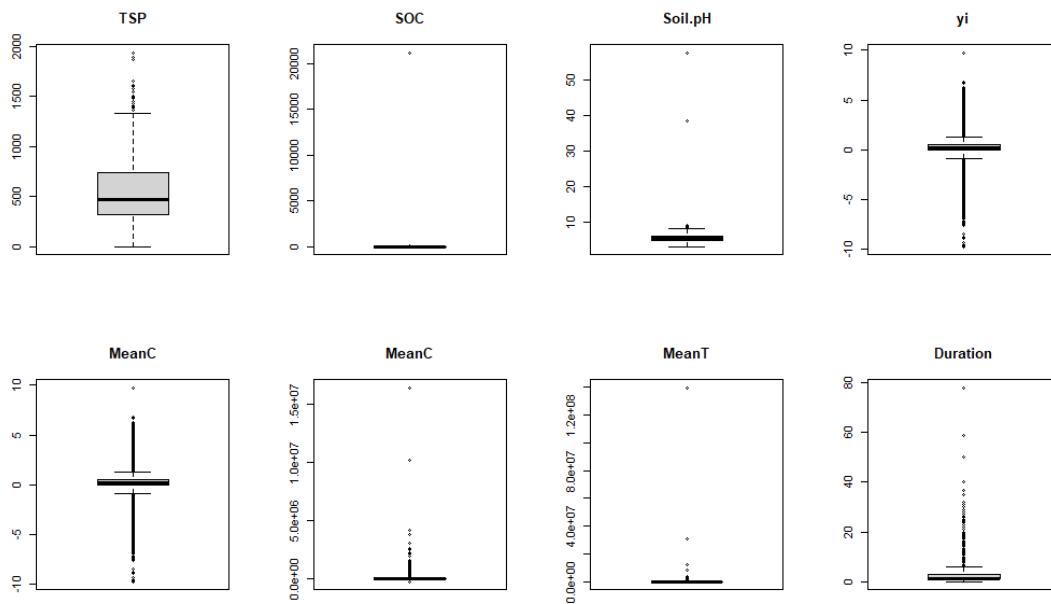 TSP SOC Soil.pH yi
2000 1500 1000 500 0
20000 15000 10000 5000 0
50 40 30 20 10
10 5 0 -5 -10
MeanC MeanC MeanT Duration
10 5 0 -5 -10
1.5e+07 1.0e+07 5.0e+06 0.0e+00
1.2e+08 8.0e+07 4.0e+07 0.0e+00
80 60 40 20 0